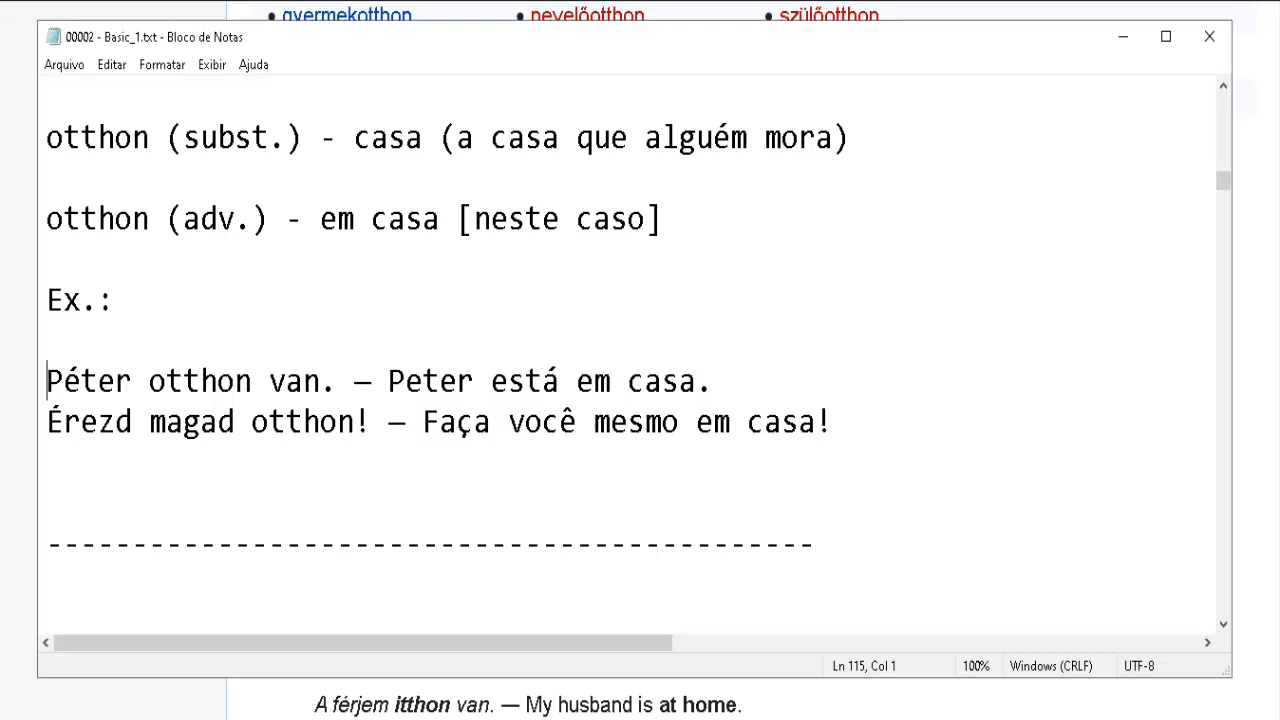 • gyermekotthon • nevelőotthon • szülőotthon
00002 - Basic_1.txt - Bloco de Notas
Arquivo Editar Formatar Exibir Ajuda
otthon (subst.) - casa (a casa que alguém mora)
otthon (adv.) - em casa [neste caso]
Ex.:
Péter otthon van. — Peter está em casa.
Érezd magad otthon! — Faça você mesmo em casa!
---------------------------------------------
Ln 115, Col 1 100% Windows (CRLF) UTF-8
A férjem itthon van. — My husband is at home.